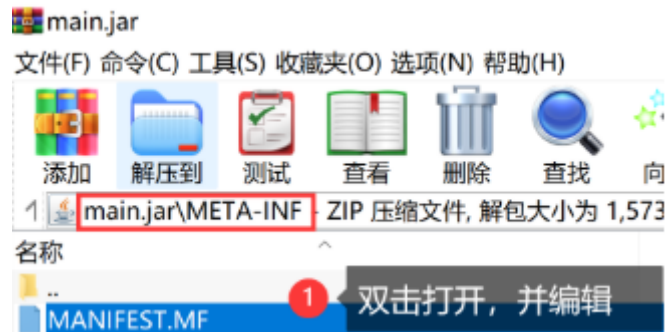 main.jar
文件(F) 命令(C) 工具(S) 收藏夹(O) 选项(N) 帮助(H)
添加 解压到 测试 查看 删除 查找 向
main.jar\META-INF - ZIP 压缩文件, 解包大小为 1,573
名称
..
1 双击打开，并编辑
MANIFEST.MF